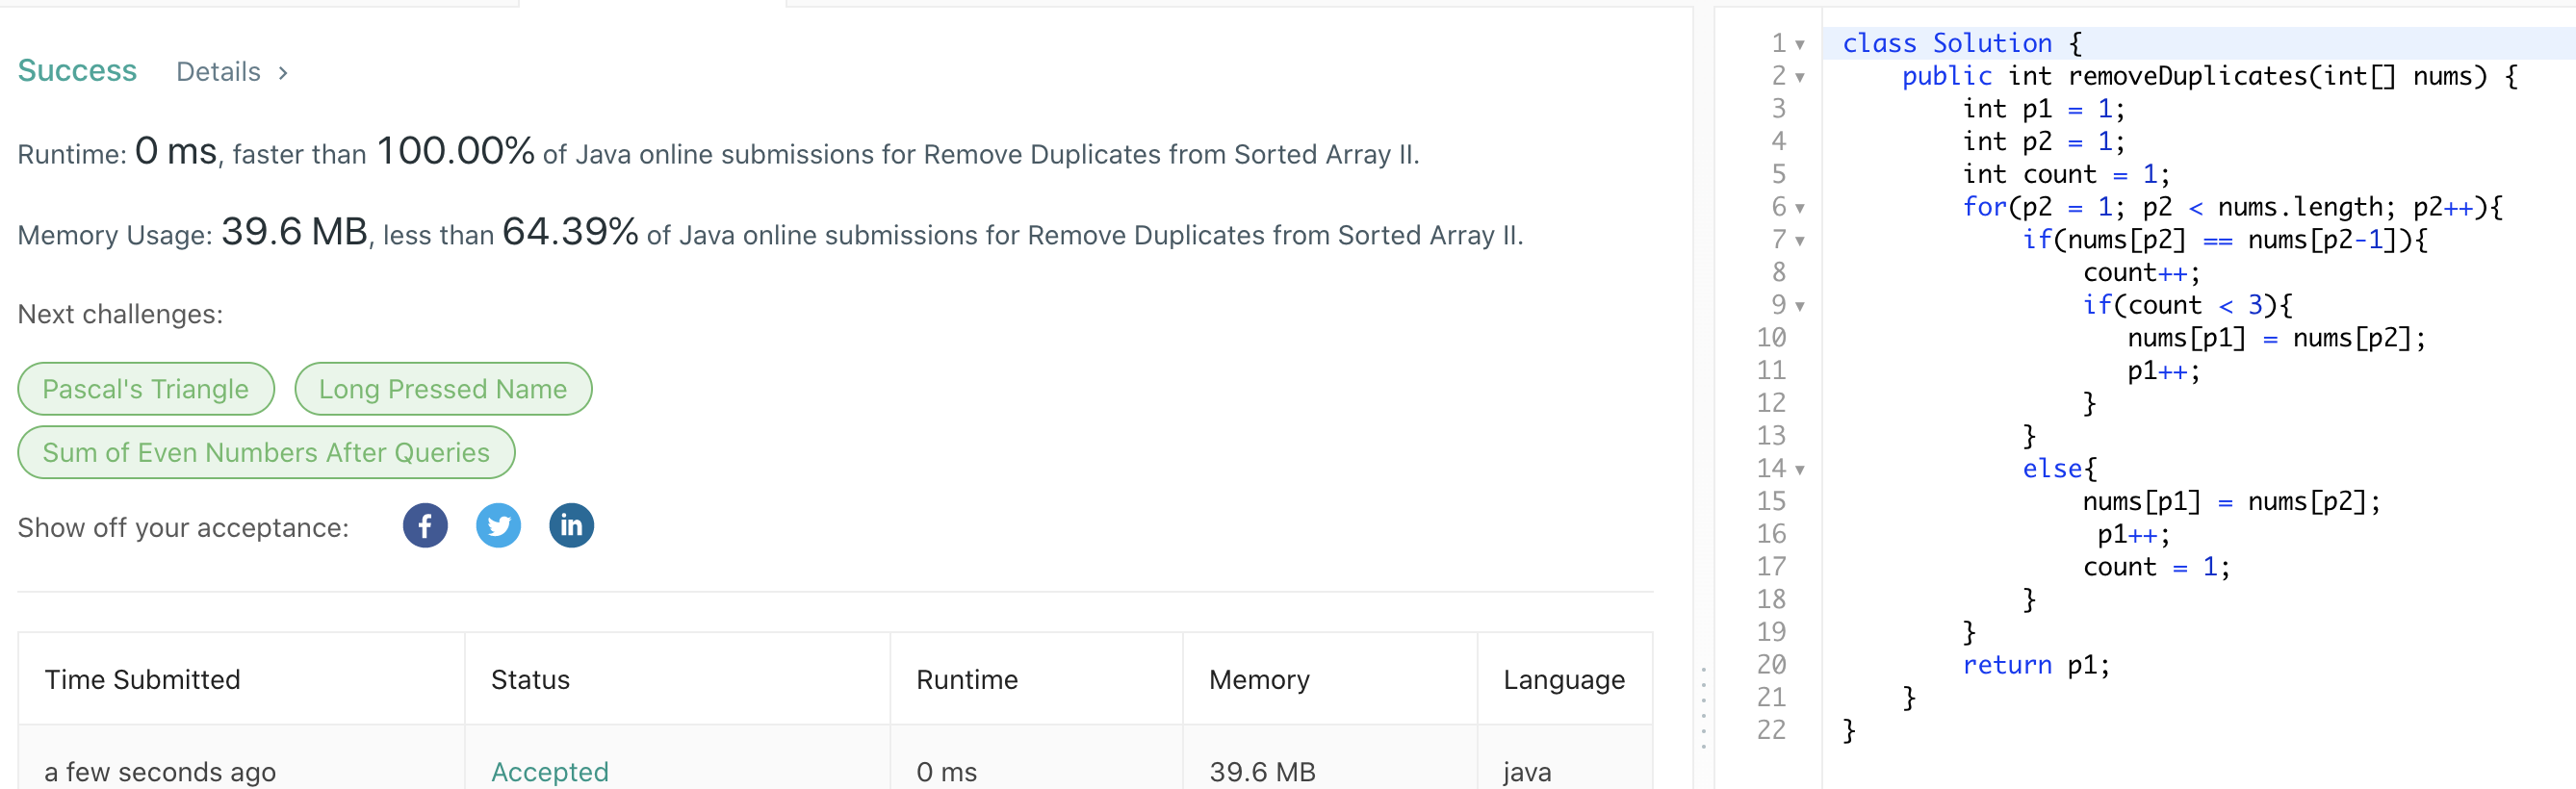 Success Details >
Runtime: 0 ms, faster than 100.00% of Java online submissions for Remove Duplicates from Sorted Array II.
Memory Usage: 39.6 MB, less than 64.39% of Java online submissions for Remove Duplicates from Sorted Array II.
Next challenges:
Pascal's Triangle Long Pressed Name
Sum of Even Numbers After Queries
Show off your acceptance: f in
Time Submitted Status Runtime Memory Language
a few seconds ago Accepted 0 ms 39.6 MB java
1 class Solution {
2     public int removeDuplicates(int[] nums) {
3         int p1 = 1;
4         int p2 = 1;
5         int count = 1;
6         for(p2 = 1; p2 < nums.length; p2++){
7             if(nums[p2] == nums[p2-1]){
8                 count++;
9                 if(count < 3){
10                    nums[p1] = nums[p2];
11                    p1++;
12                 }
13             }
14             else{
15                 nums[p1] = nums[p2];
16                  p1++;
17                 count = 1;
18             }
19         }
20         return p1;
21     }
22 }